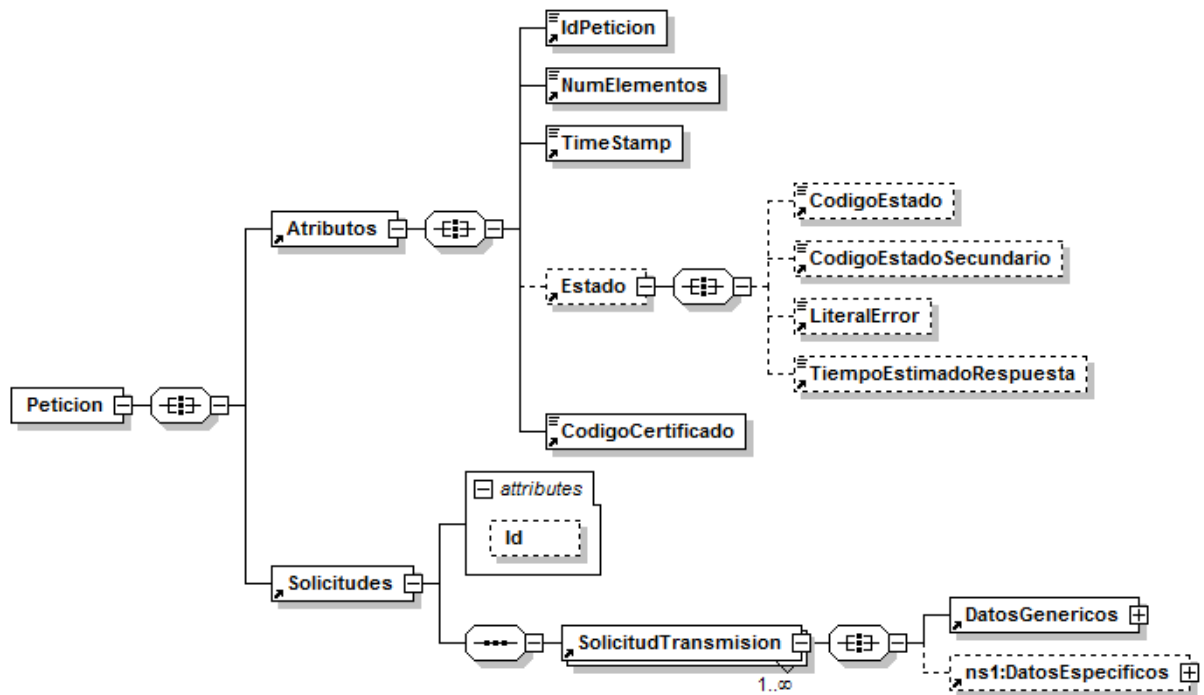 IdPeticion
NumElementos
TimeStamp
CodigoEstado
Atributos
CodigoEstadoSecundario
Estado
LiteralError
TiempoEstimadoRespuesta
Peticion
CodigoCertificado
attributes
Id
Solicitudes
DatosGenericos
SolicitudTransmision
ns1:DatosEspecificos
1..∞